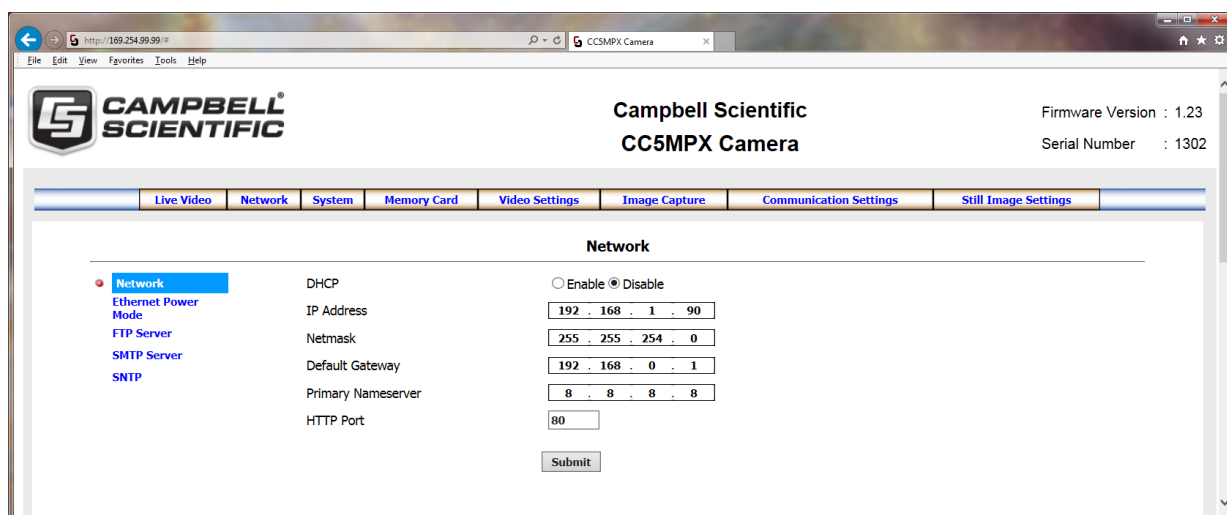 http://169.254.99.99/#
CC5MPX Camera
File Edit View Favorites Tools Help
CAMPBELL®
SCIENTIFIC
Campbell Scientific
CC5MPX Camera
Firmware Version : 1.23
Serial Number : 1302
Live Video Network System Memory Card Video Settings Image Capture Communication Settings Still Image Settings
Network
Network
Ethernet Power
Mode
FTP Server
SMTP Server
SNTP
DHCP Enable Disable
IP Address 192 . 168 . 1 . 90
Netmask 255 . 255 . 254 . 0
Default Gateway 192 . 168 . 0 . 1
Primary Nameserver 8 . 8 . 8 . 8
HTTP Port 80
Submit